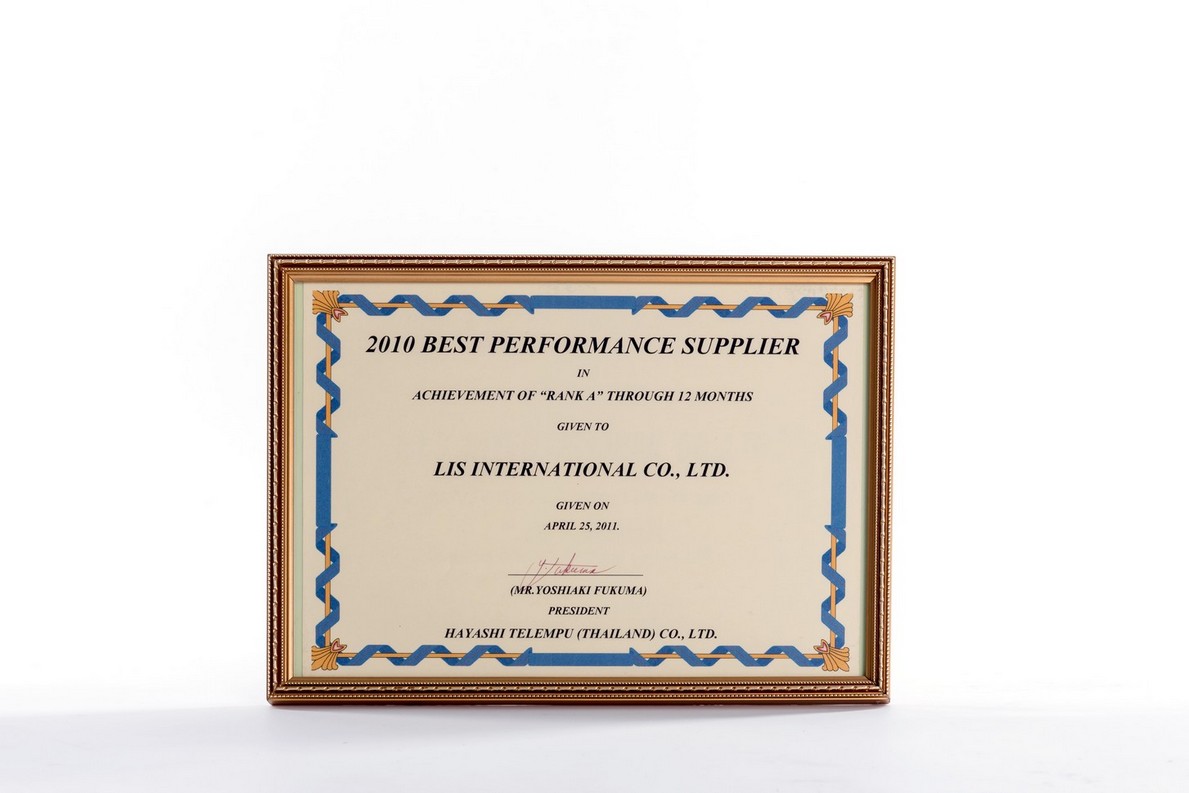 2010 BEST PERFORMANCE SUPPLIER
IN
ACHIEVEMENT OF “RANK A” THROUGH 12 MONTHS
GIVEN TO
LIS INTERNATIONAL CO., LTD.
GIVEN ON
APRIL 25, 2011.
Y. Fukuma
(MR.YOSHIAKI FUKUMA)
PRESIDENT
HAYASHI TELEMPU (THAILAND) CO., LTD.